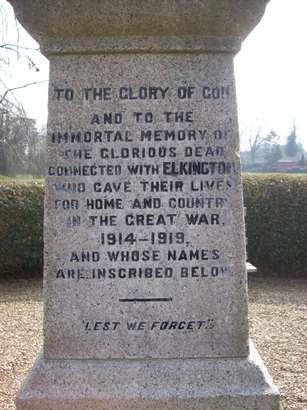 TO THE GLORY OF GOD
AND TO THE
IMMORTAL MEMORY OF
THE GLORIOUS DEAD
CONNECTED WITH ELKINGTON
WHO GAVE THEIR LIVES
FOR HOME AND COUNTRY
IN THE GREAT WAR,
1914-1919,
AND WHOSE NAMES
ARE INSCRIBED BELOW
"LEST WE FORGET."